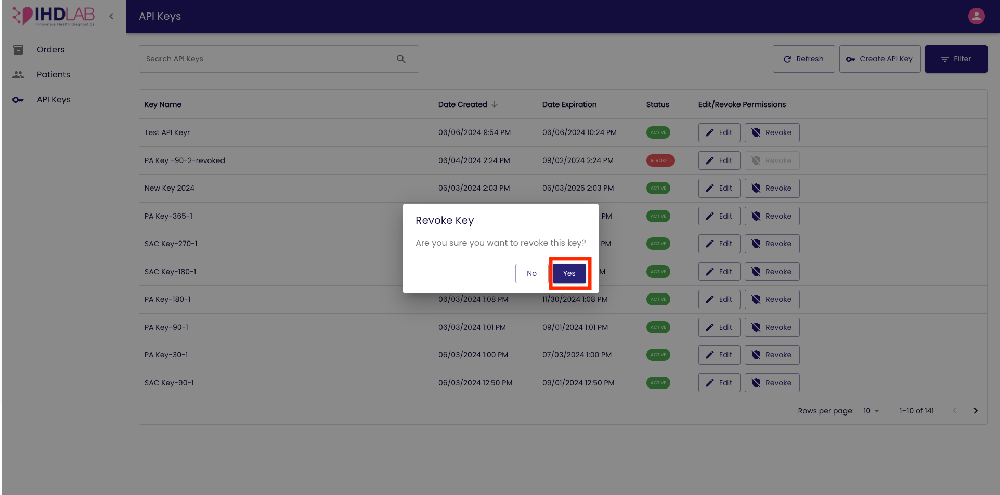 IHDLAB
Innovative Health Diagnostics
API Keys
Orders
Patients
API Keys
Search API Keys
Refresh
Create API Key
Filter
Key Name Date Created Date Expiration Status Edit/Revoke Permissions
Test API Keyr 06/06/2024 9:54 PM 06/06/2024 10:24 PM ACTIVE Edit Revoke
PA Key -90-2-revoked 06/04/2024 2:24 PM 09/02/2024 2:24 PM REVOKED Edit Revoke
New Key 2024 06/03/2024 2:03 PM 06/03/2025 2:03 PM ACTIVE Edit Revoke
PA Key-365-1 PM ACTIVE Edit Revoke
SAC Key-270-1 PM ACTIVE Edit Revoke
SAC Key-180-1 ACTIVE Edit Revoke
PA Key-180-1 06/03/2024 1:08 PM 11/30/2024 1:08 PM ACTIVE Edit Revoke
PA Key-90-1 06/03/2024 1:01 PM 09/01/2024 1:01 PM ACTIVE Edit Revoke
PA Key-30-1 06/03/2024 1:00 PM 07/03/2024 1:00 PM ACTIVE Edit Revoke
SAC Key-90-1 06/03/2024 12:50 PM 09/01/2024 12:50 PM ACTIVE Edit Revoke
Rows per page: 10 1–10 of 141
Revoke Key
Are you sure you want to revoke this key?
No Yes